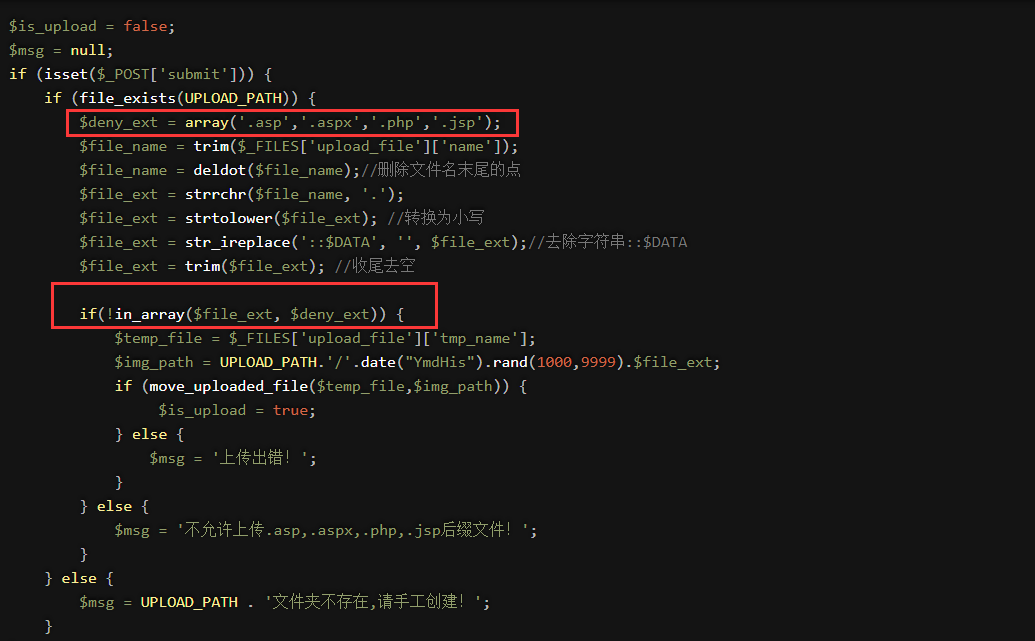 $is_upload = false;
$msg = null;
if (isset($_POST['submit'])) {
    if (file_exists(UPLOAD_PATH)) {
        $deny_ext = array('.asp','.aspx','.php','.jsp');
        $file_name = trim($_FILES['upload_file']['name']);
        $file_name = deldot($file_name);//删除文件名末尾的点
        $file_ext = strrchr($file_name, '.');
        $file_ext = strtolower($file_ext); //转换为小写
        $file_ext = str_ireplace('::$DATA', '', $file_ext);//去除字符串::$DATA
        $file_ext = trim($file_ext); //收尾去空
        if(!in_array($file_ext, $deny_ext)) {
            $temp_file = $_FILES['upload_file']['tmp_name'];
            $img_path = UPLOAD_PATH.'/'.date("YmdHis").rand(1000,9999).$file_ext;
            if (move_uploaded_file($temp_file,$img_path)) {
                 $is_upload = true;
            } else {
                $msg = '上传出错！';
            }
        } else {
            $msg = '不允许上传.asp,.aspx,.php,.jsp后缀文件！';
        }
    } else {
        $msg = UPLOAD_PATH . '文件夹不存在,请手工创建！';
    }